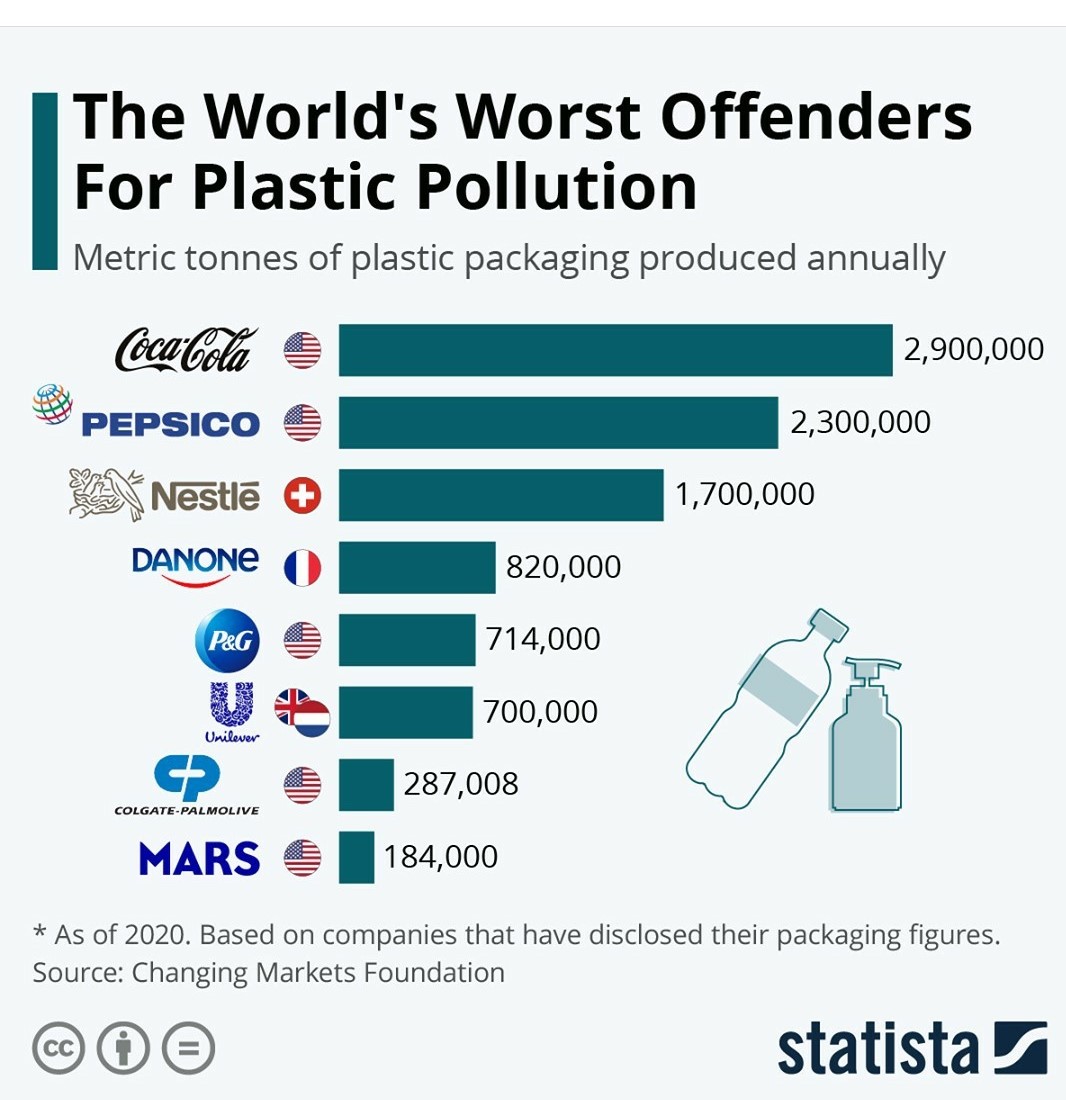 The World's Worst Offenders
For Plastic Pollution
Metric tonnes of plastic packaging produced annually
Coca-Cola 2,900,000
PEPSICO 2,300,000
Nestlé 1,700,000
DANONE 820,000
P&G 714,000
Unilever 700,000
COLGATE-PALMOLIVE 287,008
MARS 184,000
* As of 2020. Based on companies that have disclosed their packaging figures.
Source: Changing Markets Foundation
cc
statista